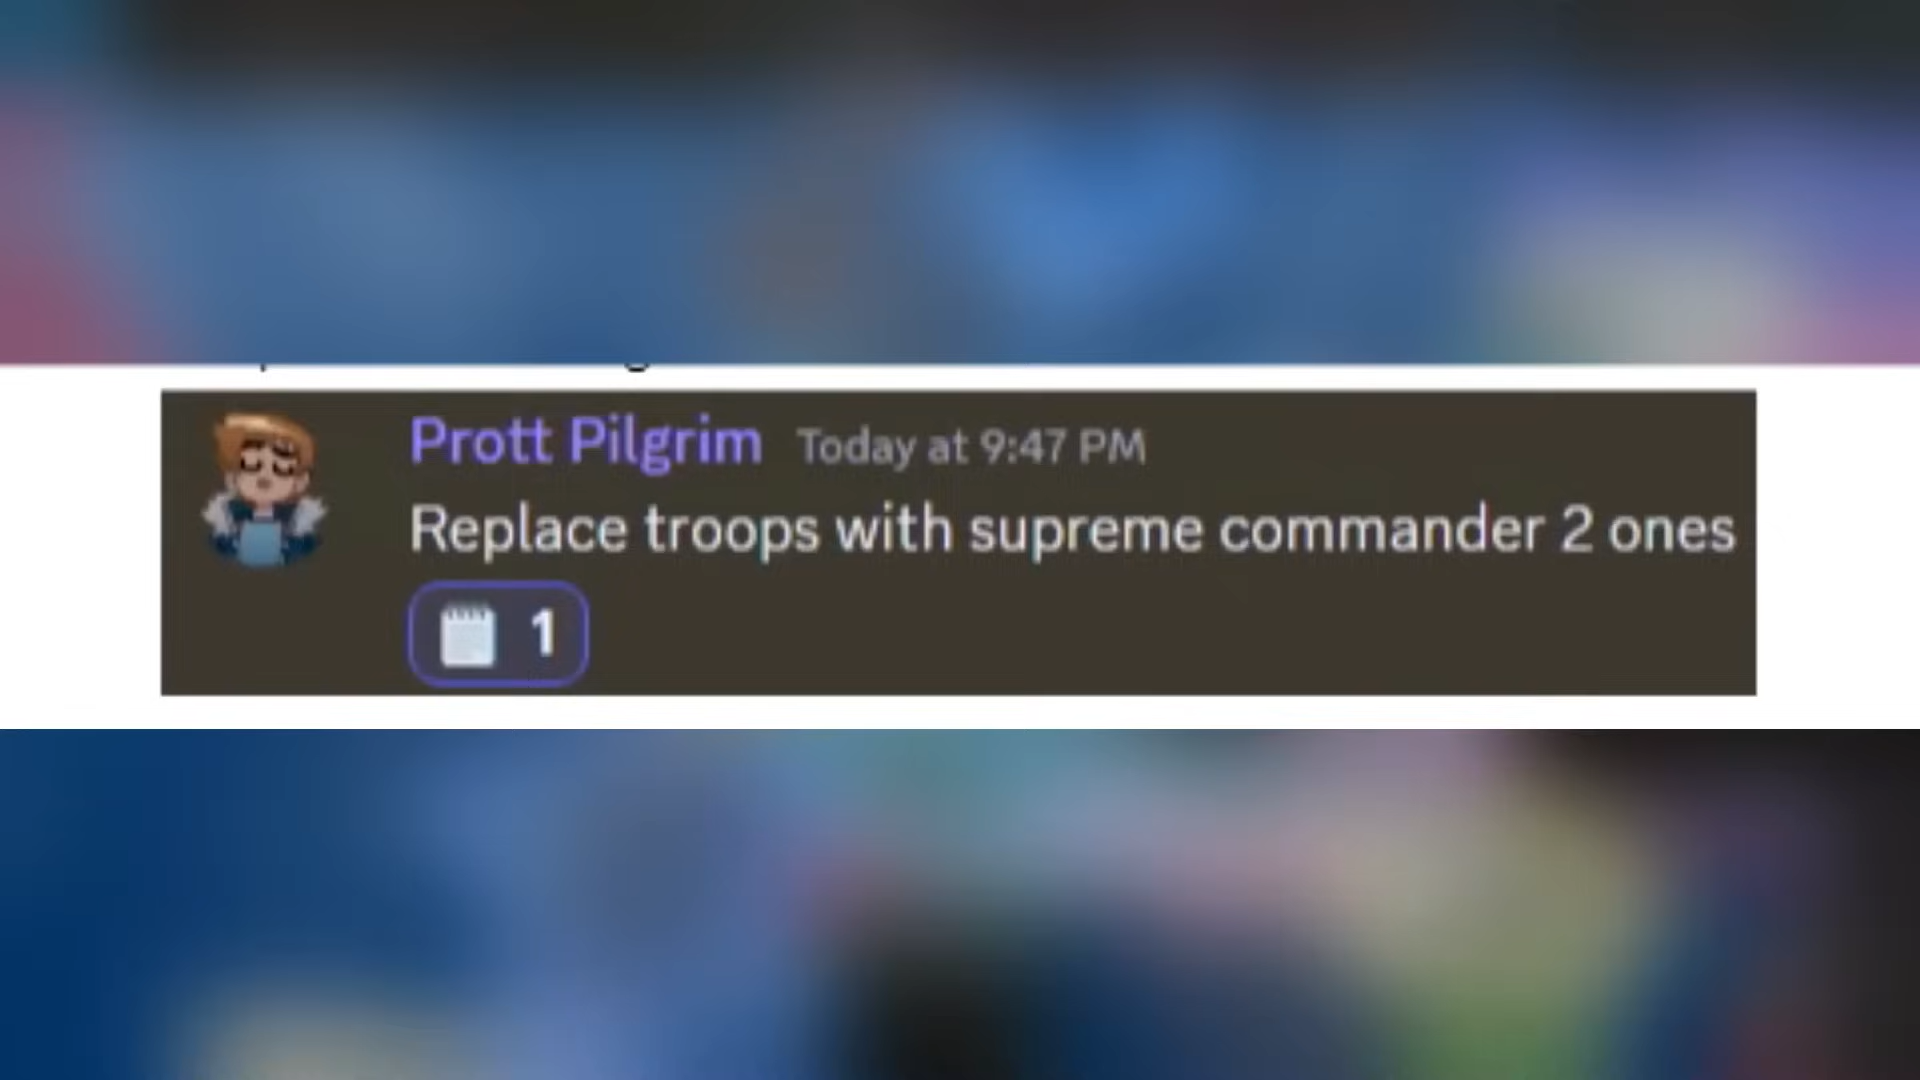 Prott Pilgrim Today at 9:47 PM
Replace troops with supreme commander 2 ones
1